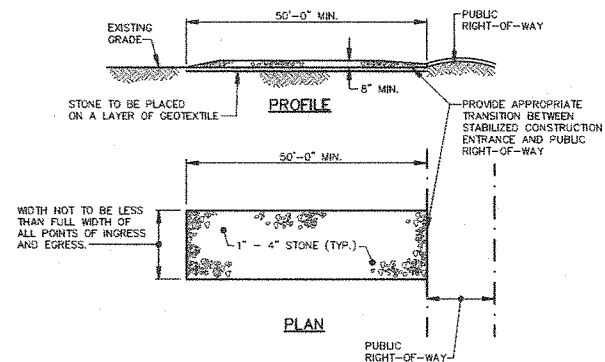 50'-0" MIN.
PUBLIC
RIGHT-OF-WAY
EXISTING
GRADE
STONE TO BE PLACED
ON A LAYER OF GEOTEXTILE
PROFILE
8" MIN.
PROVIDE APPROPRIATE
TRANSITION BETWEEN
STABILIZED CONSTRUCTION
ENTRANCE AND PUBLIC
RIGHT-OF-WAY
50'-0" MIN.
WIDTH NOT TO BE LESS
THAN FULL WIDTH OF
ALL POINTS OF INGRESS
AND EGRESS.
1" - 4" STONE (TYP.)
PLAN
PUBLIC
RIGHT-OF-WAY